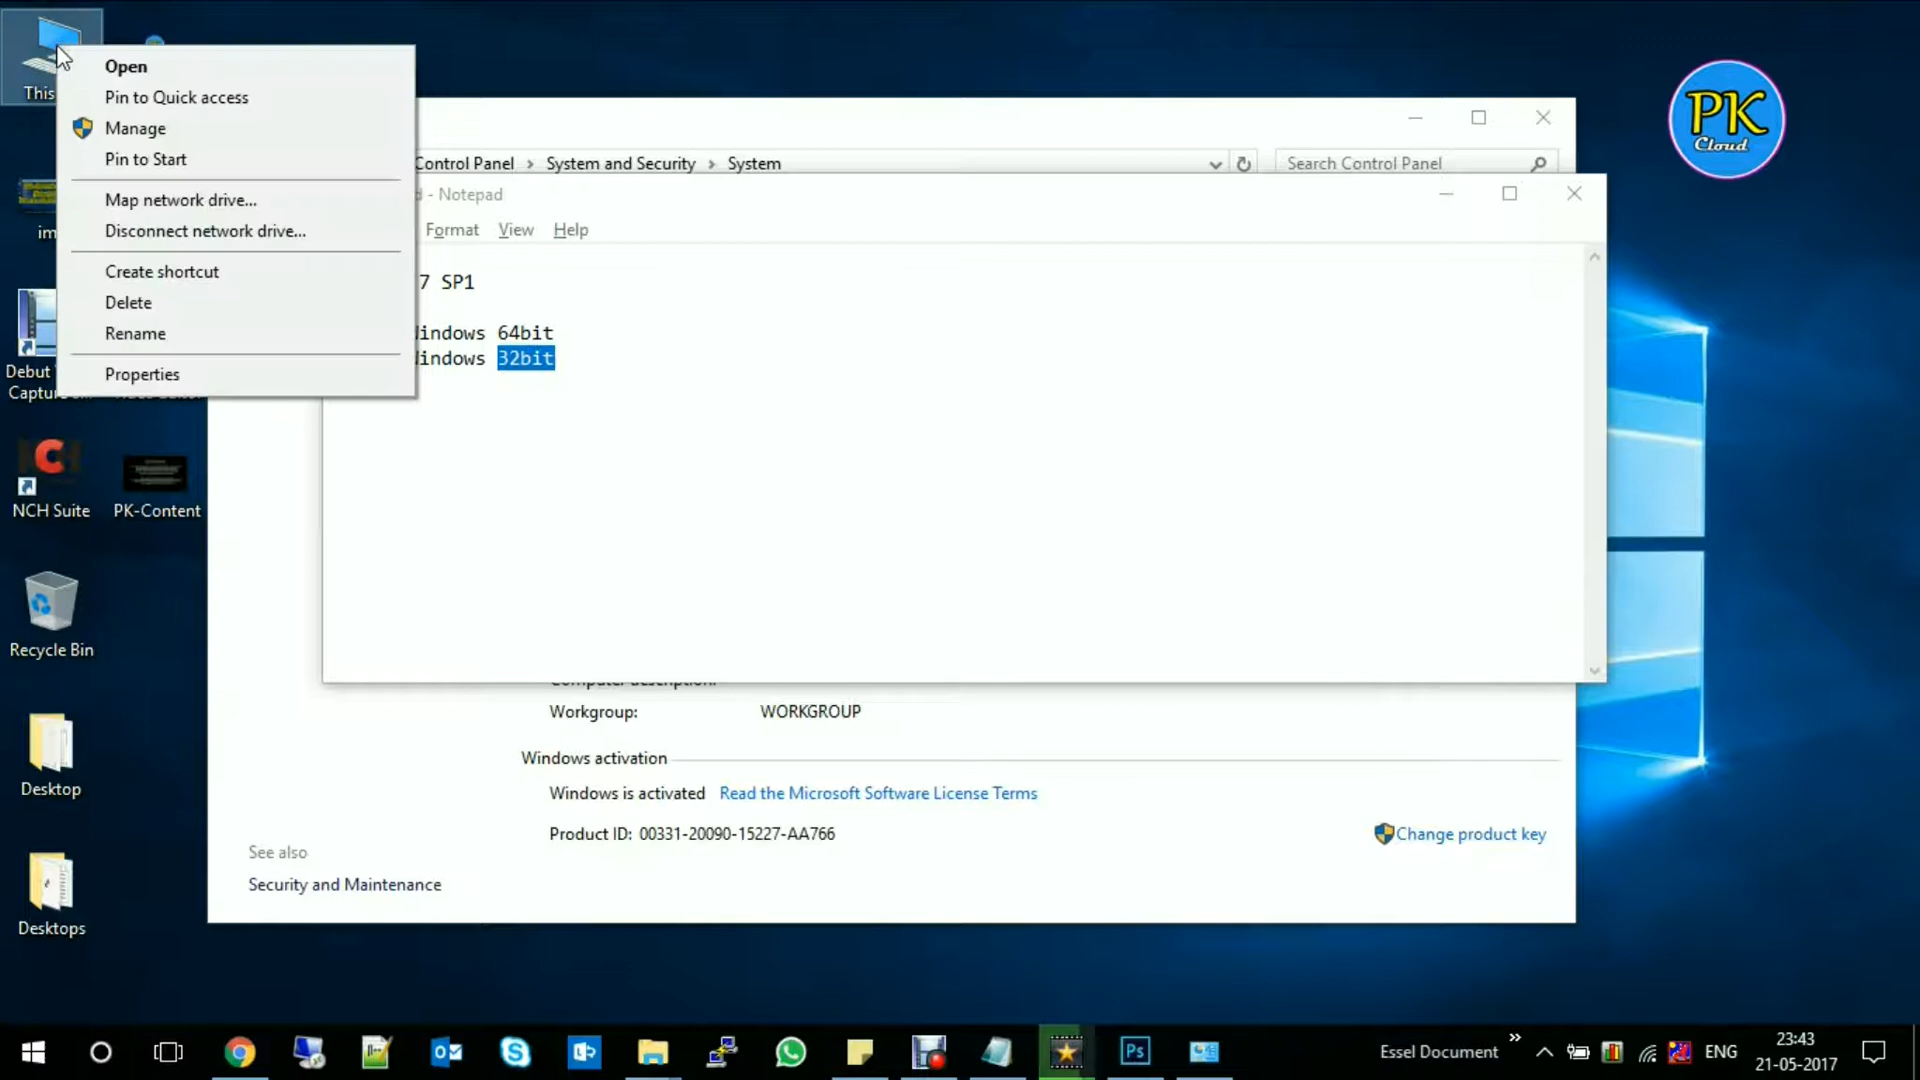 This
Open
Pin to Quick access
Manage
Pin to Start
Map network drive...
Disconnect network drive...
Create shortcut
Delete
Rename
Properties
PK
Cloud
Control Panel > System and Security > System
Search Control Panel
- Notepad
Format View Help
7 SP1
indows 64bit
indows 32bit
im
Debut
Captur
NCH Suite
PK-Content
Recycle Bin
Desktop
Desktops
Computer description:
Workgroup: WORKGROUP
Windows activation
Windows is activated Read the Microsoft Software License Terms
Product ID: 00331-20090-15227-AA766
Change product key
See also
Security and Maintenance
Ps
Essel Document
ENG
23:43
21-05-2017